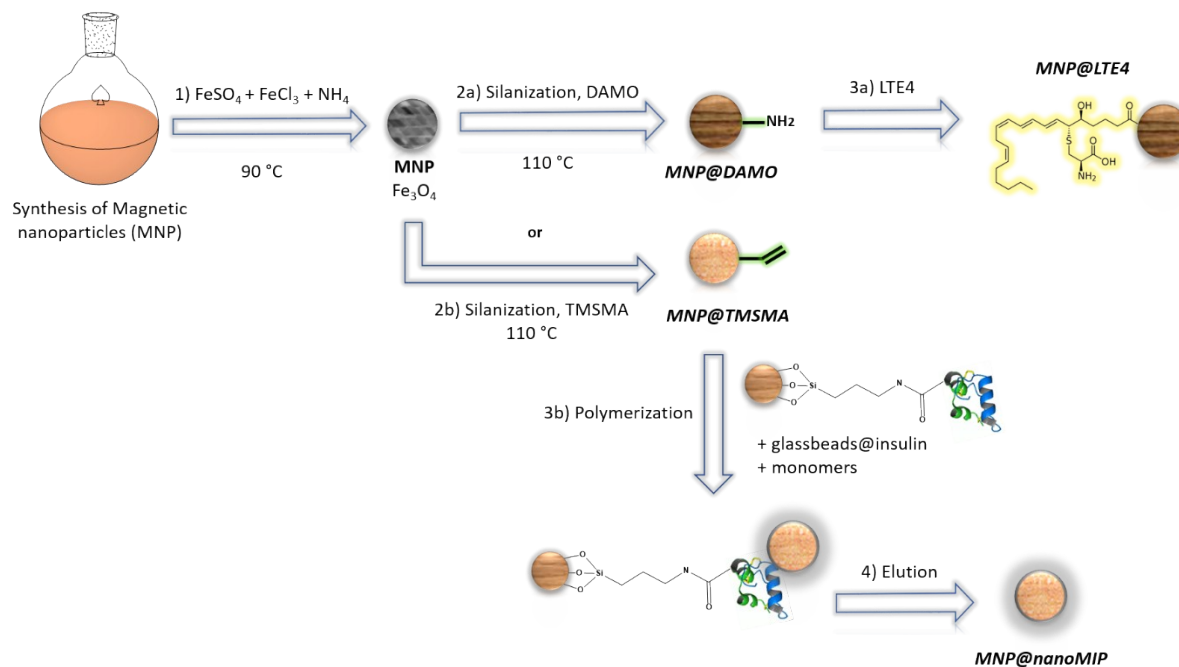 1) FeSO₄ + FeCl₃ + NH₄
90 °C
Synthesis of Magnetic
nanoparticles (MNP)
MNP
Fe₃O₄
2a) Silanization, DAMO
110 °C
NH₂
MNP@DAMO
3a) LTE4
MNP@LTE4
OH
O
S
O
OH
NH₂
or
2b) Silanization, TMSMA
110 °C
MNP@TMSMA
3b) Polymerization
O
O
O
Si
N
O
+ glassbeads@insulin
+ monomers
O
O
O
Si
N
O
4) Elution
MNP@nanoMIP